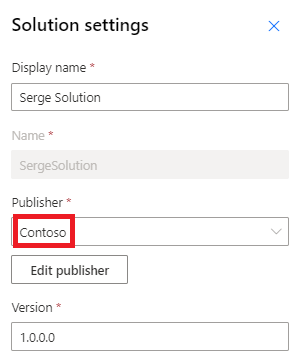 Solution settings
Display name *
Serge Solution
Name *
SergeSolution
Publisher *
Contoso
Edit publisher
Version *
1.0.0.0